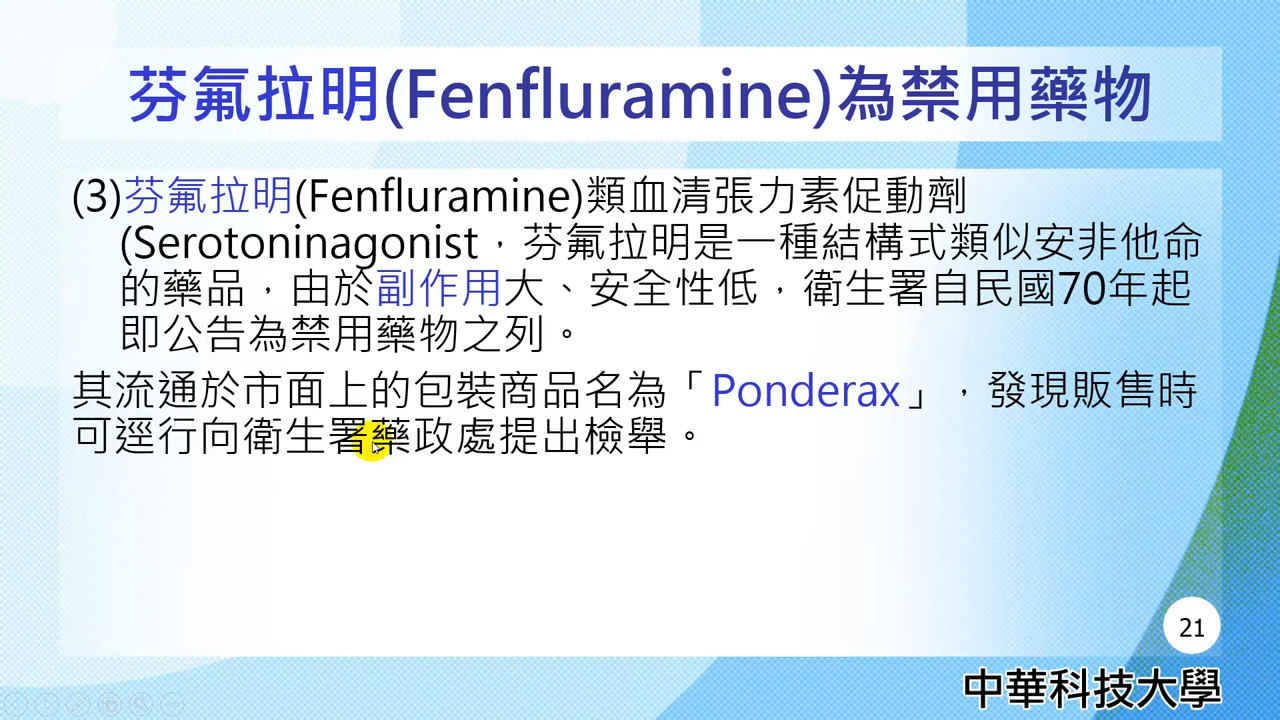 芬氟拉明(Fenfluramine)為禁用藥物
(3)芬氟拉明(Fenfluramine)類血清張力素促動劑
(Serotoninagonist，芬氟拉明是一種結構式類似安非他命
的藥品，由於副作用大、安全性低，衛生署自民國70年起
即公告為禁用藥物之列。
其流通於市面上的包裝商品名為「Ponderax」，發現販售時
可逕行向衛生署藥政處提出檢舉。
21
中華科技大學